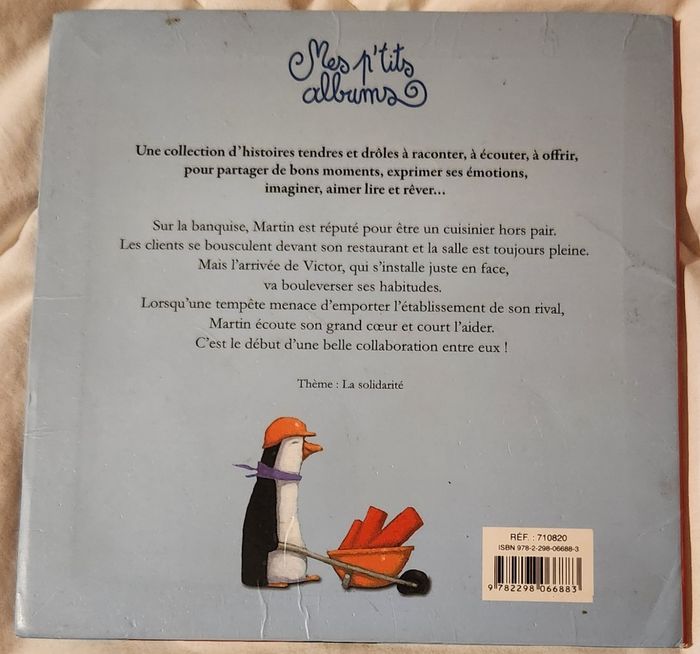 Mes p'tits
albums
Une collection d'histoires tendres et drôles à raconter, à écouter, à offrir,
pour partager de bons moments, exprimer ses émotions,
imaginer, aimer lire et rêver...
Sur la banquise, Martin est réputé pour être un cuisinier hors pair.
Les clients se bousculent devant son restaurant et la salle est toujours pleine.
Mais l'arrivée de Victor, qui s'installe juste en face,
va bouleverser ses habitudes.
Lorsqu'une tempête menace d'emporter l'établissement de son rival,
Martin écoute son grand cœur et court l'aider.
C'est le début d'une belle collaboration entre eux !
Thème : La solidarité
RÉF. : 710820
ISBN 978-2-298-06688-3
9 782298 066883